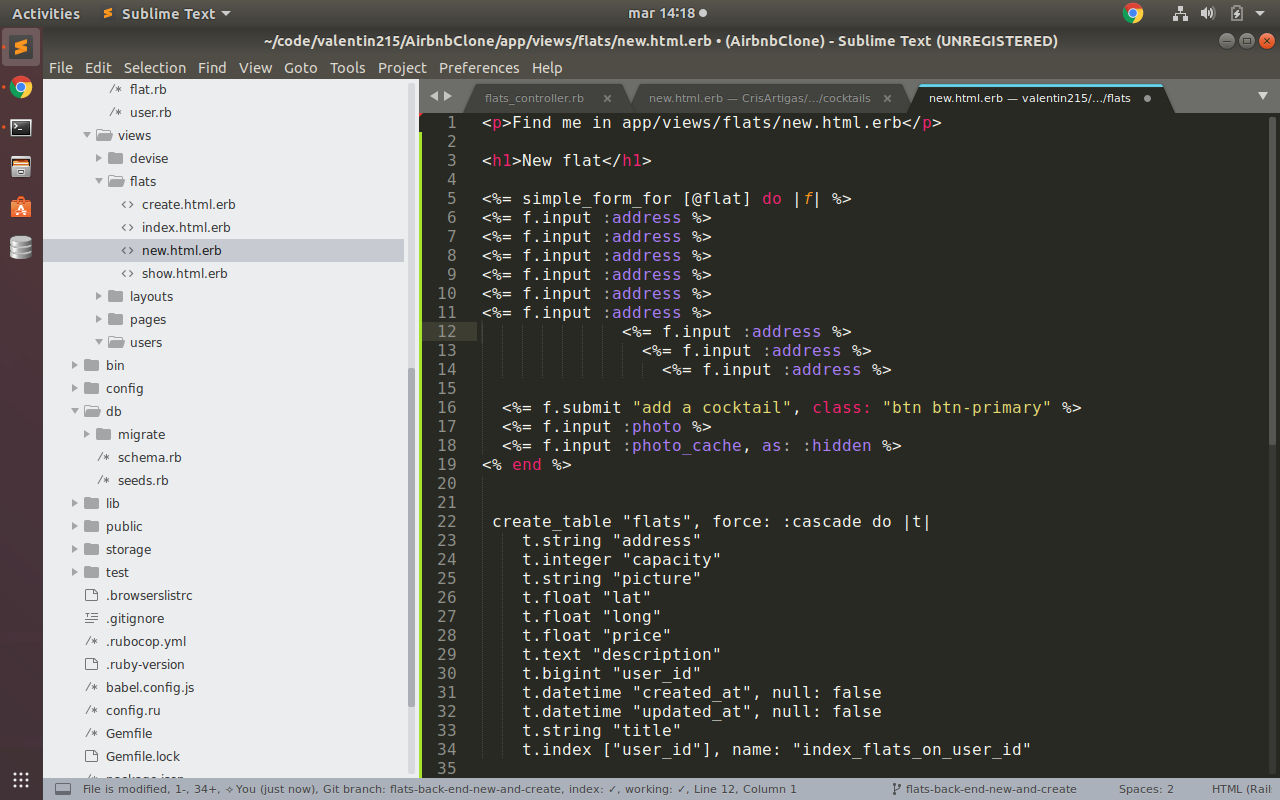 Activities Sublime Text mar 14:18
~/code/valentin215/AirbnbClone/app/views/flats/new.html.erb • (AirbnbClone) - Sublime Text (UNREGISTERED)
File Edit Selection Find View Goto Tools Project Preferences Help
flat.rb
user.rb
views
devise
flats
create.html.erb
index.html.erb
new.html.erb
show.html.erb
layouts
pages
users
bin
config
db
migrate
schema.rb
seeds.rb
lib
public
storage
test
.browserslistrc
.gitignore
.rubocop.yml
.ruby-version
babel.config.js
config.ru
Gemfile
Gemfile.lock
package.json
flats_controller.rb × new.html.erb — CrisArtigas/.../cocktails × new.html.erb — valentin215/.../flats
1 <p>Find me in app/views/flats/new.html.erb</p>
2
3 <h1>New flat</h1>
4
5 <%= simple_form_for [@flat] do |f| %>
6 <%= f.input :address %>
7 <%= f.input :address %>
8 <%= f.input :address %>
9 <%= f.input :address %>
10 <%= f.input :address %>
11 <%= f.input :address %>
12 <%= f.input :address %>
13 <%= f.input :address %>
14 <%= f.input :address %>
15
16 <%= f.submit "add a cocktail", class: "btn btn-primary" %>
17 <%= f.input :photo %>
18 <%= f.input :photo_cache, as: :hidden %>
19 <% end %>
20
21
22 create_table "flats", force: :cascade do |t|
23 t.string "address"
24 t.integer "capacity"
25 t.string "picture"
26 t.float "lat"
27 t.float "long"
28 t.float "price"
29 t.text "description"
30 t.bigint "user_id"
31 t.datetime "created_at", null: false
32 t.datetime "updated_at", null: false
33 t.string "title"
34 t.index ["user_id"], name: "index_flats_on_user_id"
35
File is modified, 1-, 34+, ✧You (just now), Git branch: flats-back-end-new-and-create, index: ✓, working: ✓, Line 12, Column 1 flats-back-end-new-and-create Spaces: 2 HTML (Rail